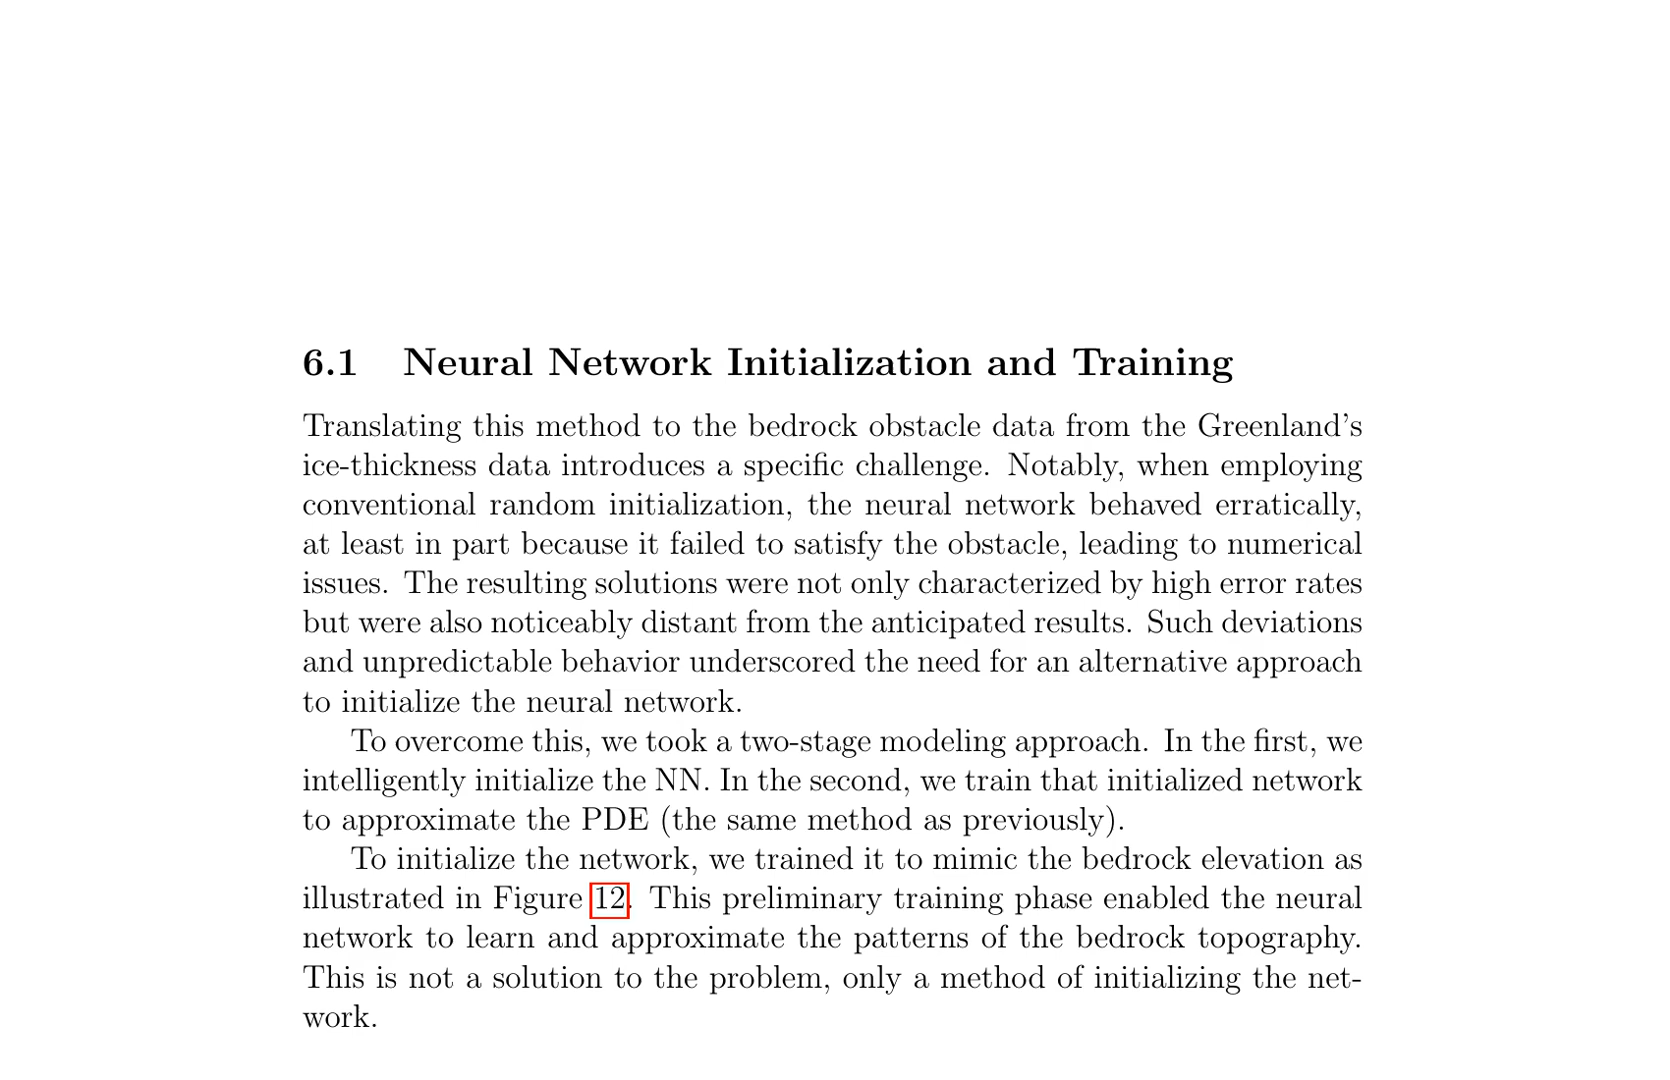 6.1 Neural Network Initialization and Training
Translating this method to the bedrock obstacle data from the Greenland's
ice-thickness data introduces a specific challenge. Notably, when employing
conventional random initialization, the neural network behaved erratically,
at least in part because it failed to satisfy the obstacle, leading to numerical
issues. The resulting solutions were not only characterized by high error rates
but were also noticeably distant from the anticipated results. Such deviations
and unpredictable behavior underscored the need for an alternative approach
to initialize the neural network.
To overcome this, we took a two-stage modeling approach. In the first, we
intelligently initialize the NN. In the second, we train that initialized network
to approximate the PDE (the same method as previously).
To initialize the network, we trained it to mimic the bedrock elevation as
illustrated in Figure 12. This preliminary training phase enabled the neural
network to learn and approximate the patterns of the bedrock topography.
This is not a solution to the problem, only a method of initializing the net-
work.